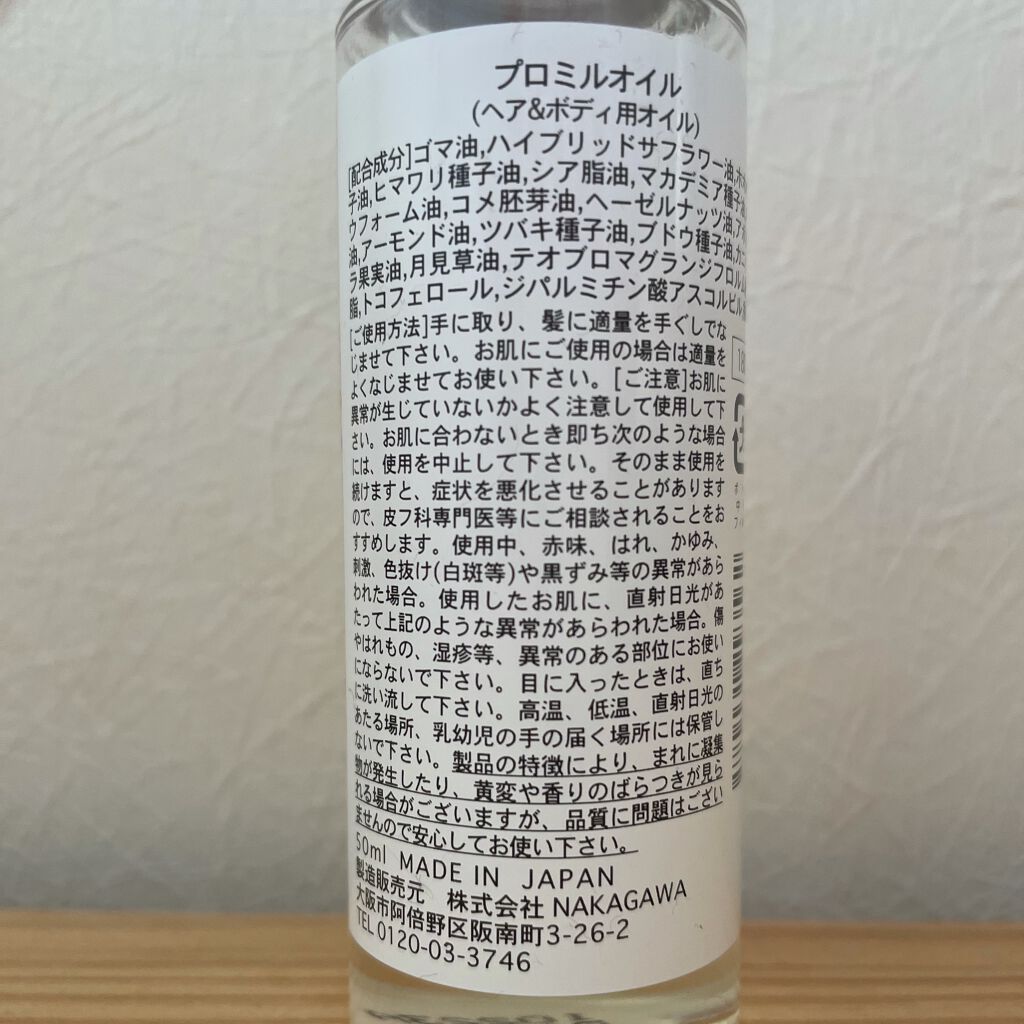 プロミルオイル
(ヘア&ボディ用オイル)
[配合成分]ゴマ油,ハイブリッドサフラワー油,
子油,ヒマワリ種子油,シア脂油,マカデミア種子油
ウフォーム油,コメ胚芽油,ヘーゼルナッツ油,
油,アーモンド油,ツバキ種子油,ブドウ種子油,カニ
ラ果実油,月見草油,テオブロマグランジフロルム
脂,トコフェロール,ジパルミチン酸アスコルビル
[ご使用方法]手に取り、髪に適量を手ぐしでな
じませて下さい。お肌にご使用の場合は適量を
よくなじませてお使い下さい。[ご注意]お肌に
異常が生じていないかよく注意して使用して下
さい。お肌に合わないとき即ち次のような場合
には、使用を中止して下さい。そのまま使用を
続けますと、症状を悪化させることがあります
ので、皮フ科専門医等にご相談されることをお
すすめします。使用中、赤味、はれ、かゆみ、
刺激、色抜け(白斑等)や黒ずみ等の異常があら
われた場合。使用したお肌に、直射日光があ
たって上記のような異常があらわれた場合。傷
やはれもの、湿疹等、異常のある部位にお使い
にならないで下さい。目に入ったときは、直ち
に洗い流して下さい。高温、低温、直射日光の
あたる場所、乳幼児の手の届く場所には保管し
ないで下さい。製品の特徴により、まれに凝集
物が発生したり、黄変や香りのばらつきが見ら
れる場合がございますが、品質に問題はござい
ませんので安心してお使い下さい。
50ml MADE IN JAPAN
製造販売元 株式会社 NAKAGAWA
大阪市阿倍野区阪南町3-26-2
TEL 0120-03-3746